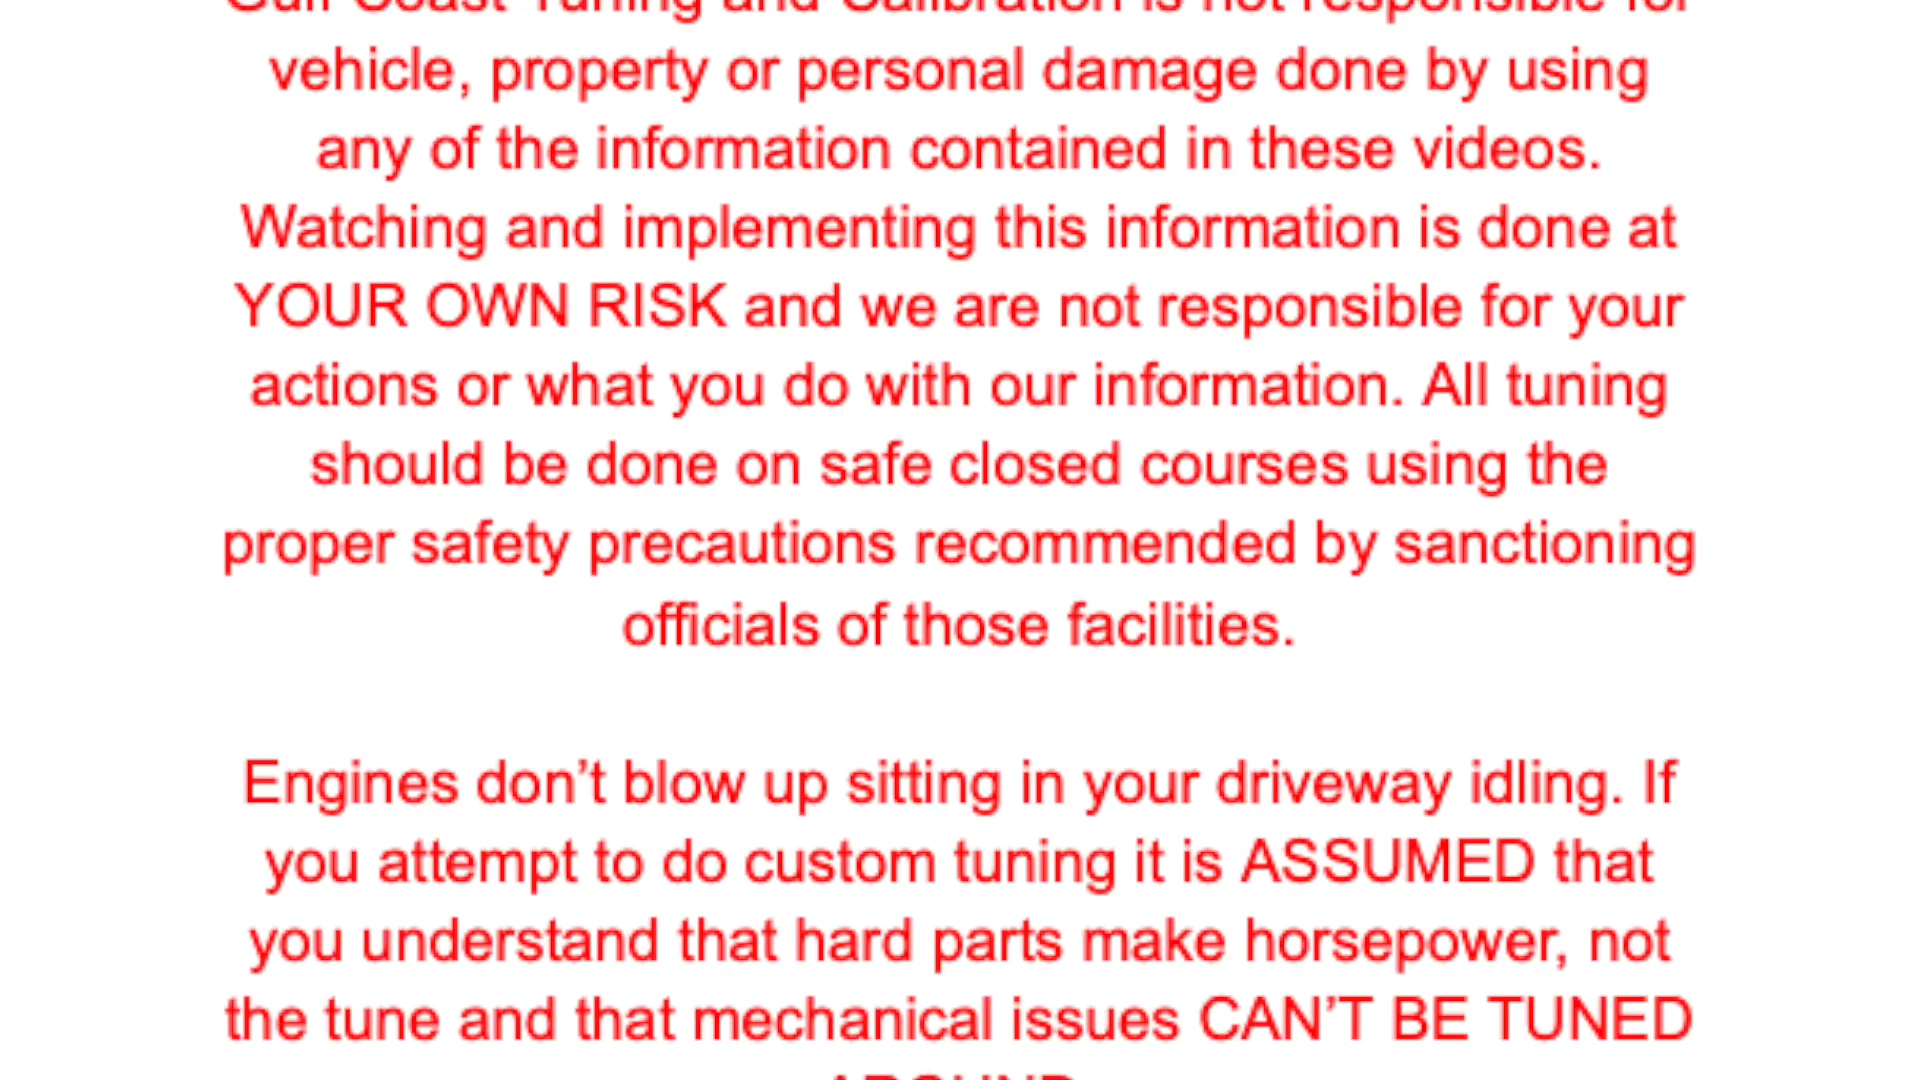 Gulf Coast Tuning and Calibration is not responsible for
vehicle, property or personal damage done by using
any of the information contained in these videos.
Watching and implementing this information is done at
YOUR OWN RISK and we are not responsible for your
actions or what you do with our information. All tuning
should be done on safe closed courses using the
proper safety precautions recommended by sanctioning
officials of those facilities.
Engines don’t blow up sitting in your driveway idling. If
you attempt to do custom tuning it is ASSUMED that
you understand that hard parts make horsepower, not
the tune and that mechanical issues CAN’T BE TUNED
AROUND